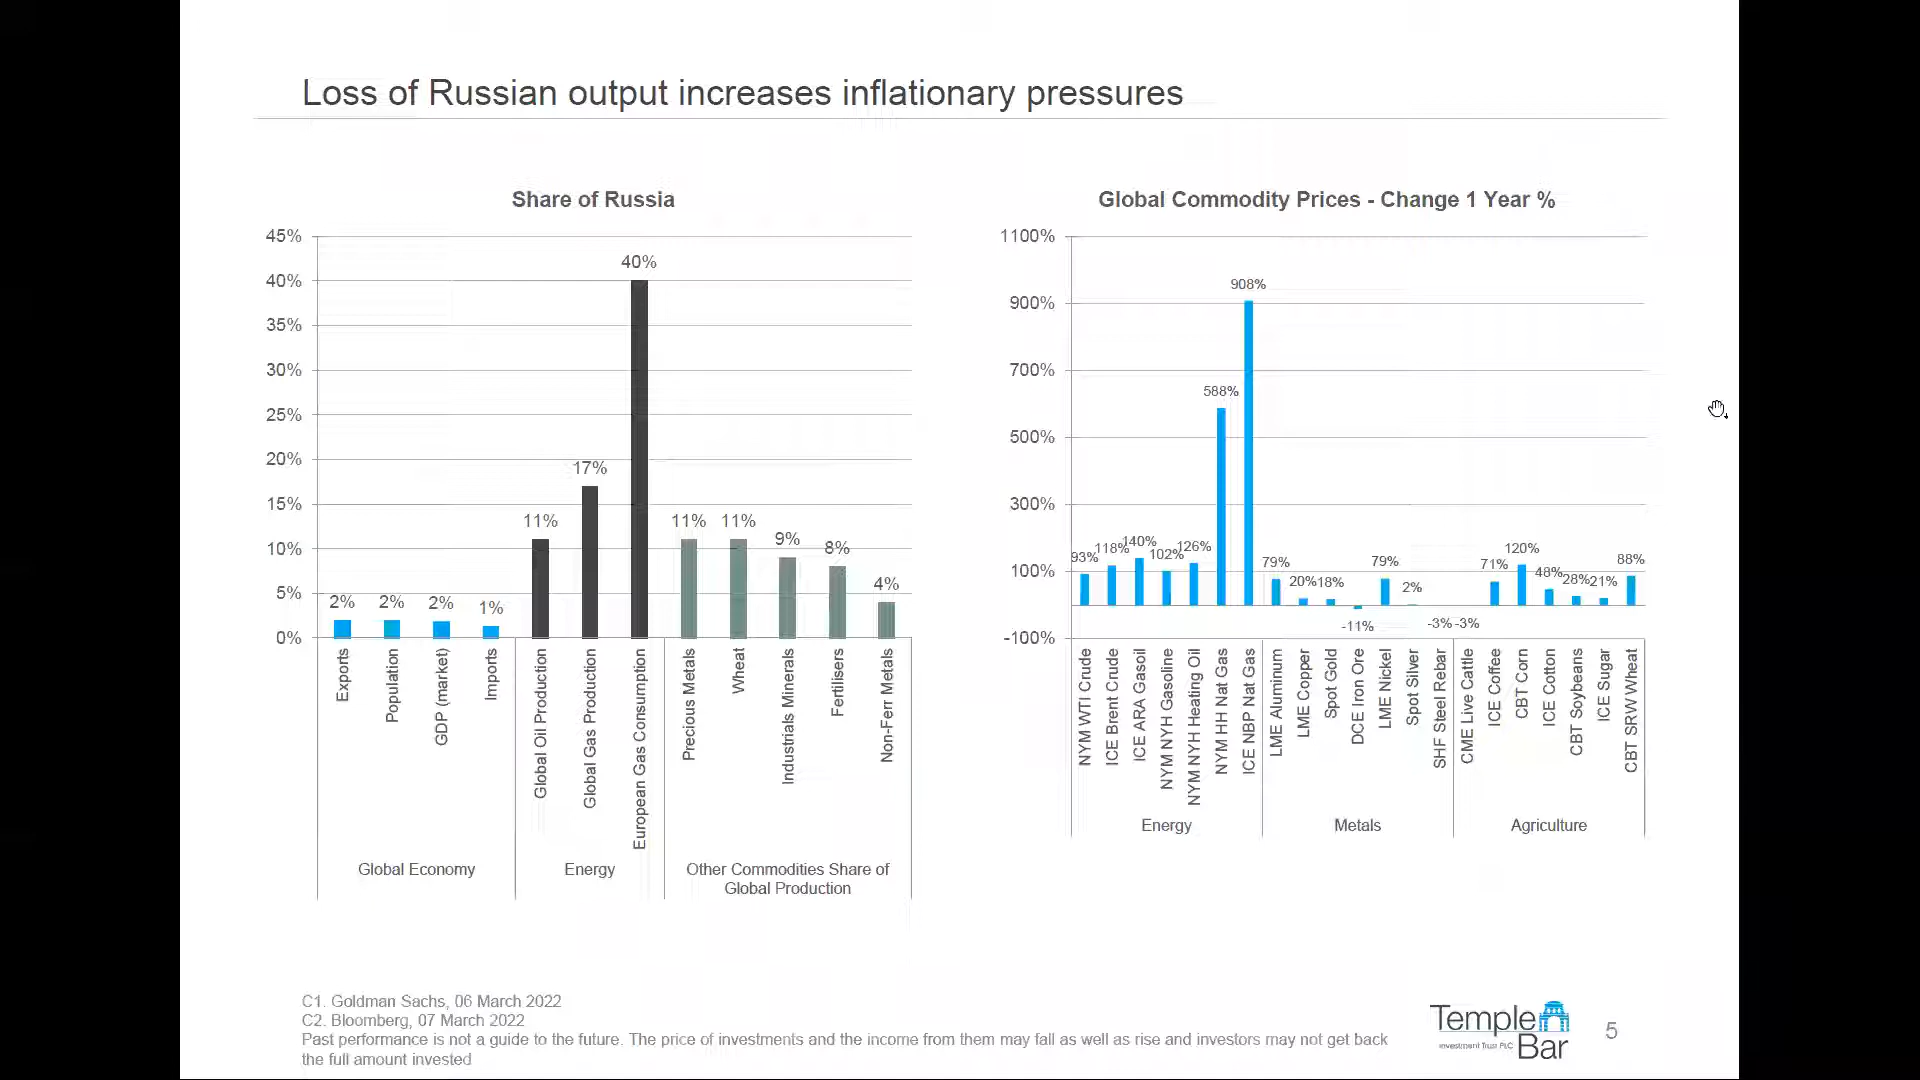 Loss of Russian output increases inflationary pressures
Share of Russia
45%
40%
35%
30%
25%
20%
15%
10%
5%
0%
2%
2%
2%
1%
11%
17%
40%
11%
11%
9%
8%
4%
Exports
Population
GDP (market)
Imports
Global Oil Production
Global Gas Production
European Gas Consumption
Precious Metals
Wheat
Industrials Minerals
Fertilisers
Non-Ferr Metals
Global Economy
Energy
Other Commodities Share of
Global Production
Global Commodity Prices - Change 1 Year %
1100%
900%
700%
500%
300%
100%
-100%
93%
118%
140%
102%
126%
588%
908%
79%
20%
18%
-11%
79%
2%
-3%
-3%
71%
120%
48%
28%
21%
88%
NYM WTI Crude
ICE Brent Crude
ICE ARA Gasoil
NYM NYH Gasoline
NYM NYH Heating Oil
NYM HH Nat Gas
ICE NBP Nat Gas
LME Aluminum
LME Copper
Spot Gold
DCE Iron Ore
LME Nickel
Spot Silver
SHF Steel Rebar
CME Live Cattle
ICE Coffee
CBT Corn
ICE Cotton
CBT Soybeans
ICE Sugar
CBT SRW Wheat
Energy
Metals
Agriculture
C1. Goldman Sachs, 06 March 2022
C2. Bloomberg, 07 March 2022
Past performance is not a guide to the future. The price of investments and the income from them may fall as well as rise and investors may not get back
the full amount invested
Temple
Investment Trust PLC Bar
5